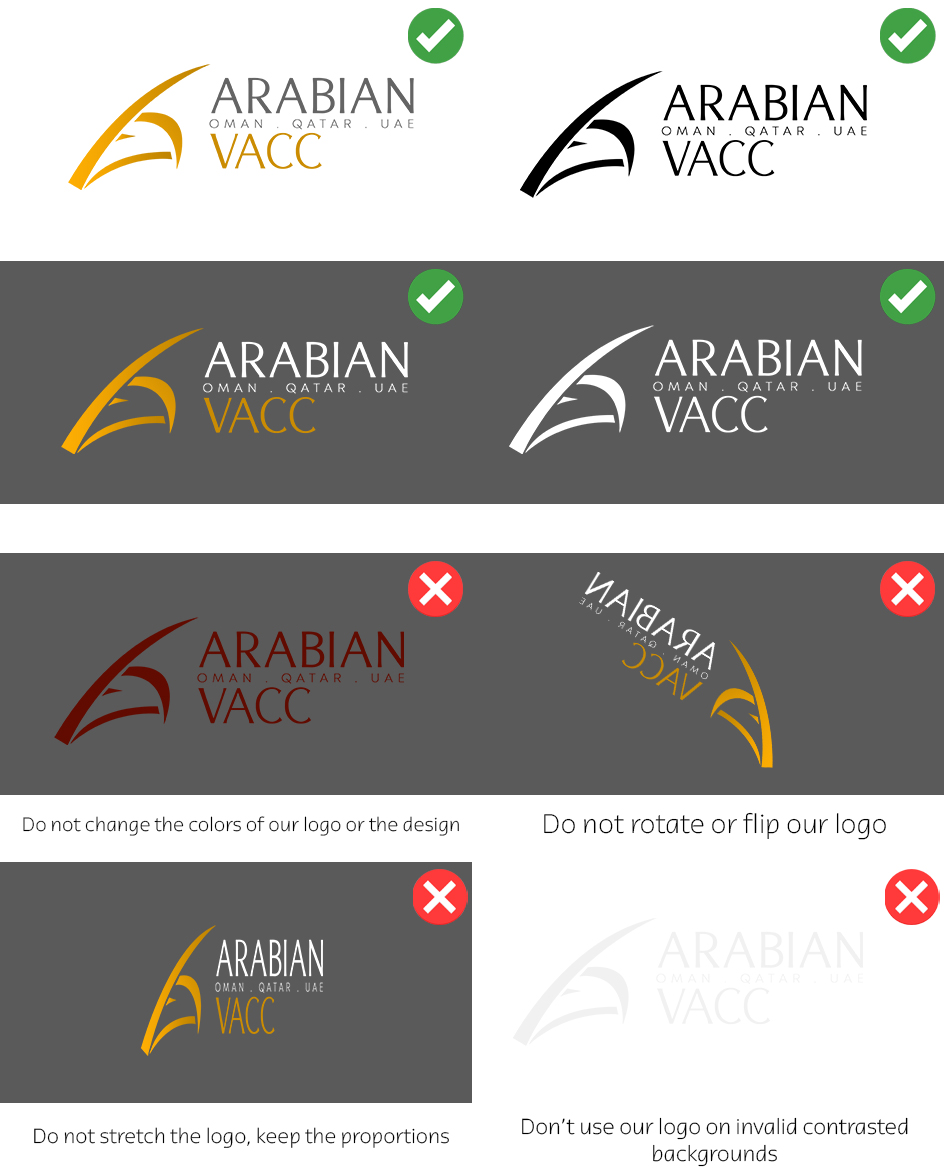 ARABIAN
OMAN . QATAR . UAE
VACC
ARABIAN
OMAN . QATAR . UAE
VACC
ARABIAN
OMAN . QATAR . UAE
VACC
ARABIAN
OMAN . QATAR . UAE
VACC
ARABIAN
OMAN . QATAR . UAE
VACC
ARABIAN
OMAN . QATAR . UAE
VACC
Do not change the colors of our logo or the design
Do not rotate or flip our logo
ARABIAN
OMAN . QATAR . UAE
VACC
ARABIAN
OMAN . QATAR . UAE
VACC
Do not stretch the logo, keep the proportions
Don't use our logo on invalid contrasted
backgrounds